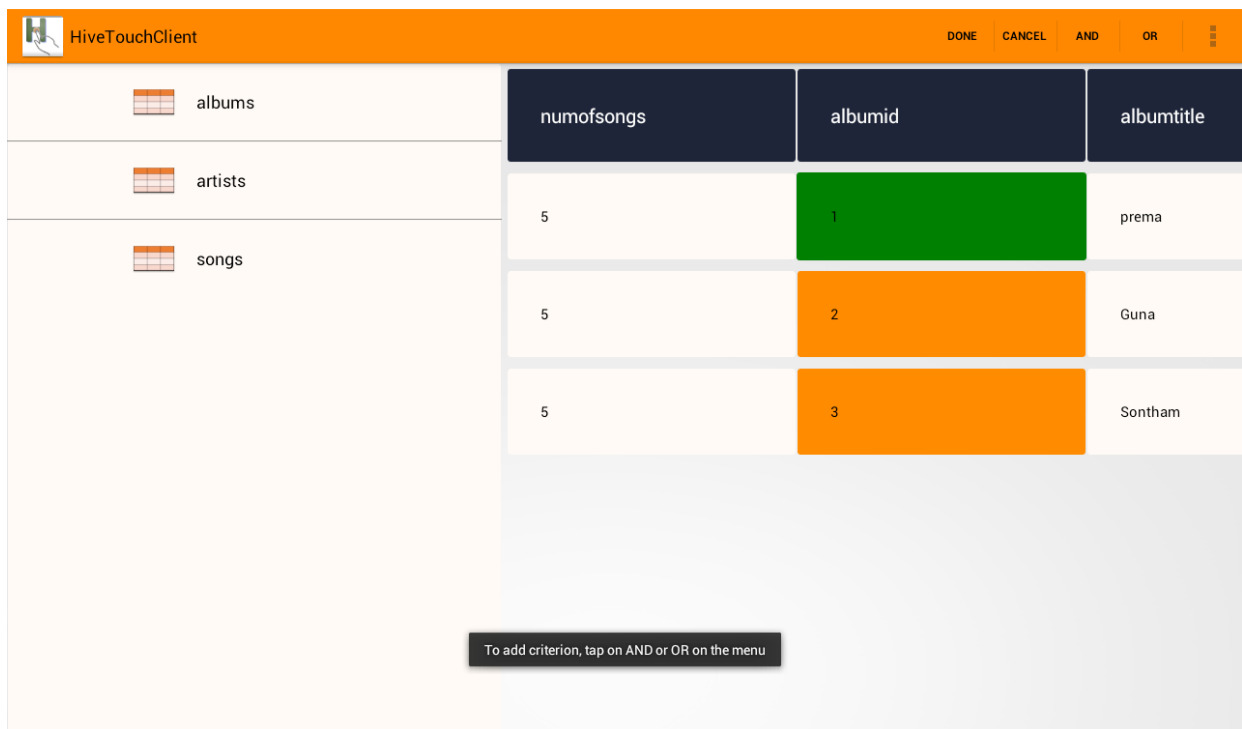 HiveTouchClient
DONE CANCEL AND OR
albums
artists
songs
numofsongs albumid albumtitle
5 1 prema
5 2 Guna
5 3 Sontham
To add criterion, tap on AND or OR on the menu